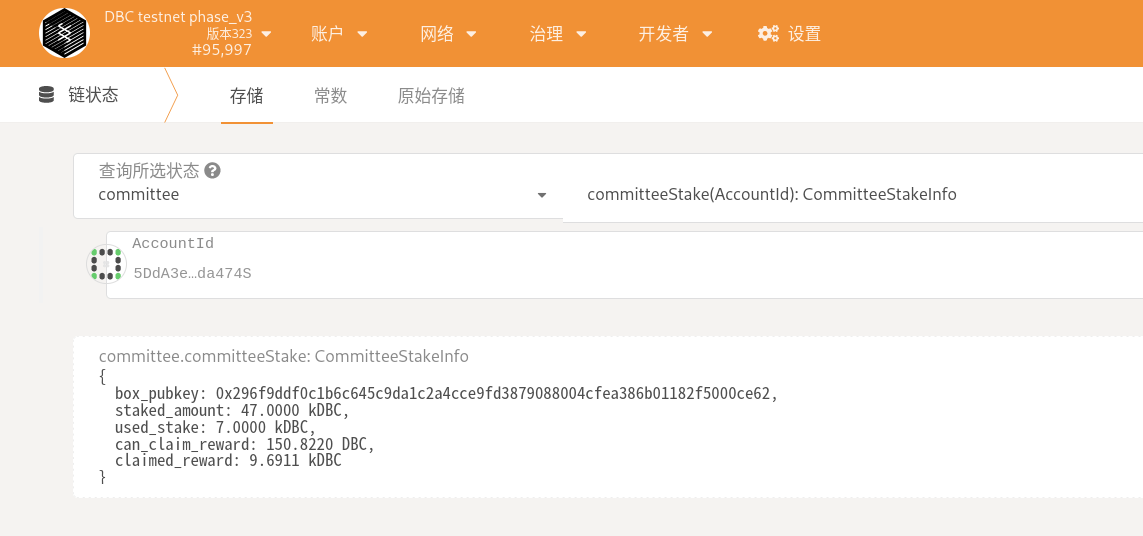 DBC testnet phase_v3
版本323
#95,997
账户
网络
治理
开发者
设置
链状态
存储
常数
原始存储
查询所选状态
committee
committeeStake(AccountId): CommitteeStakeInfo
AccountId
5DdA3e…da474S
committee.committeeStake: CommitteeStakeInfo
{
box_pubkey: 0x296f9ddf0c1b6c645c9da1c2a4cce9fd3879088004cfea386b01182f5000ce62,
staked_amount: 47.0000 kDBC,
used_stake: 7.0000 kDBC,
can_claim_reward: 150.8220 DBC,
claimed_reward: 9.6911 kDBC
}